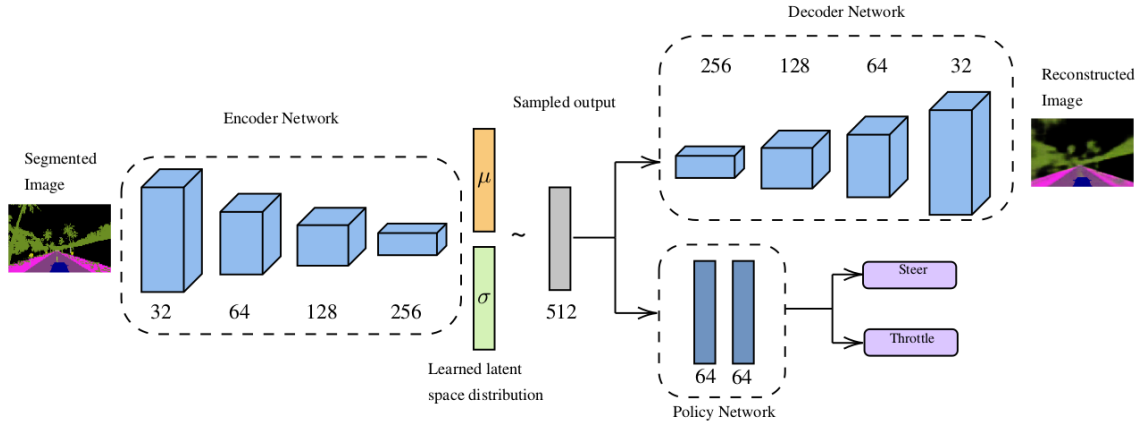 Decoder Network
256 128 64 32
Reconstructed
Image
Sampled output
Encoder Network
Segmented
Image
μ
~
σ
32 64 128 256
512
Learned latent
space distribution
64 64
Policy Network
Steer
Throttle